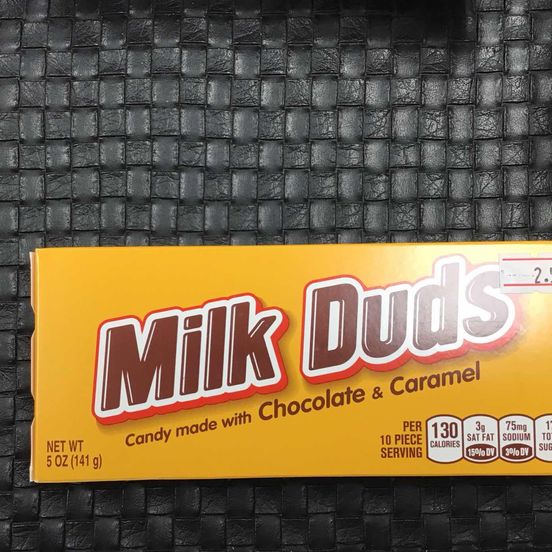 2.
Milk Duds
Candy made with Chocolate & Caramel
NET WT
5 OZ (141 g)
PER
10 PIECE
SERVING
130
CALORIES
3g
SAT FAT
15% DV
75mg
SODIUM
3% DV